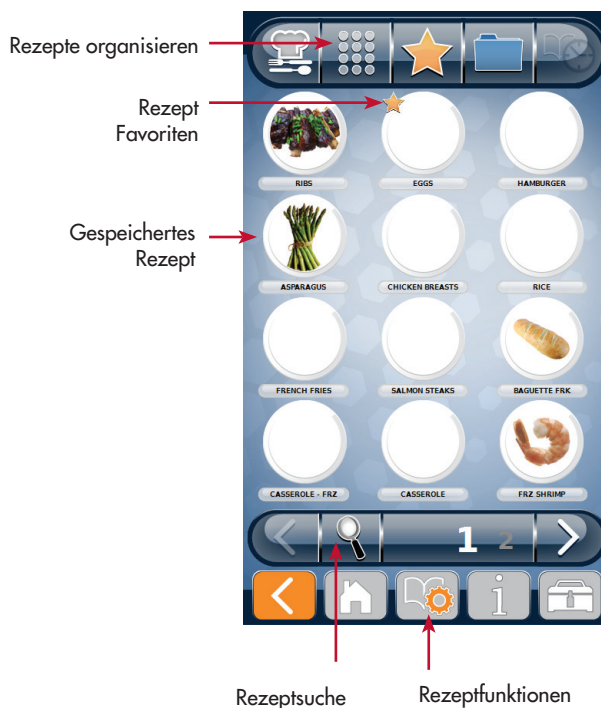 Rezepte organisieren
Rezept
Favoriten
RIBS
EGGS
HAMBURGER
Gespeichertes
Rezept
ASPARAGUS
CHICKEN BREASTS
RICE
FRENCH FRIES
SALMON STEAKS
BAGUETTE FRK
CASSEROLE - FRZ
CASSEROLE
FRZ SHRIMP
1 2
i
Rezeptsuche
Rezeptfunktionen